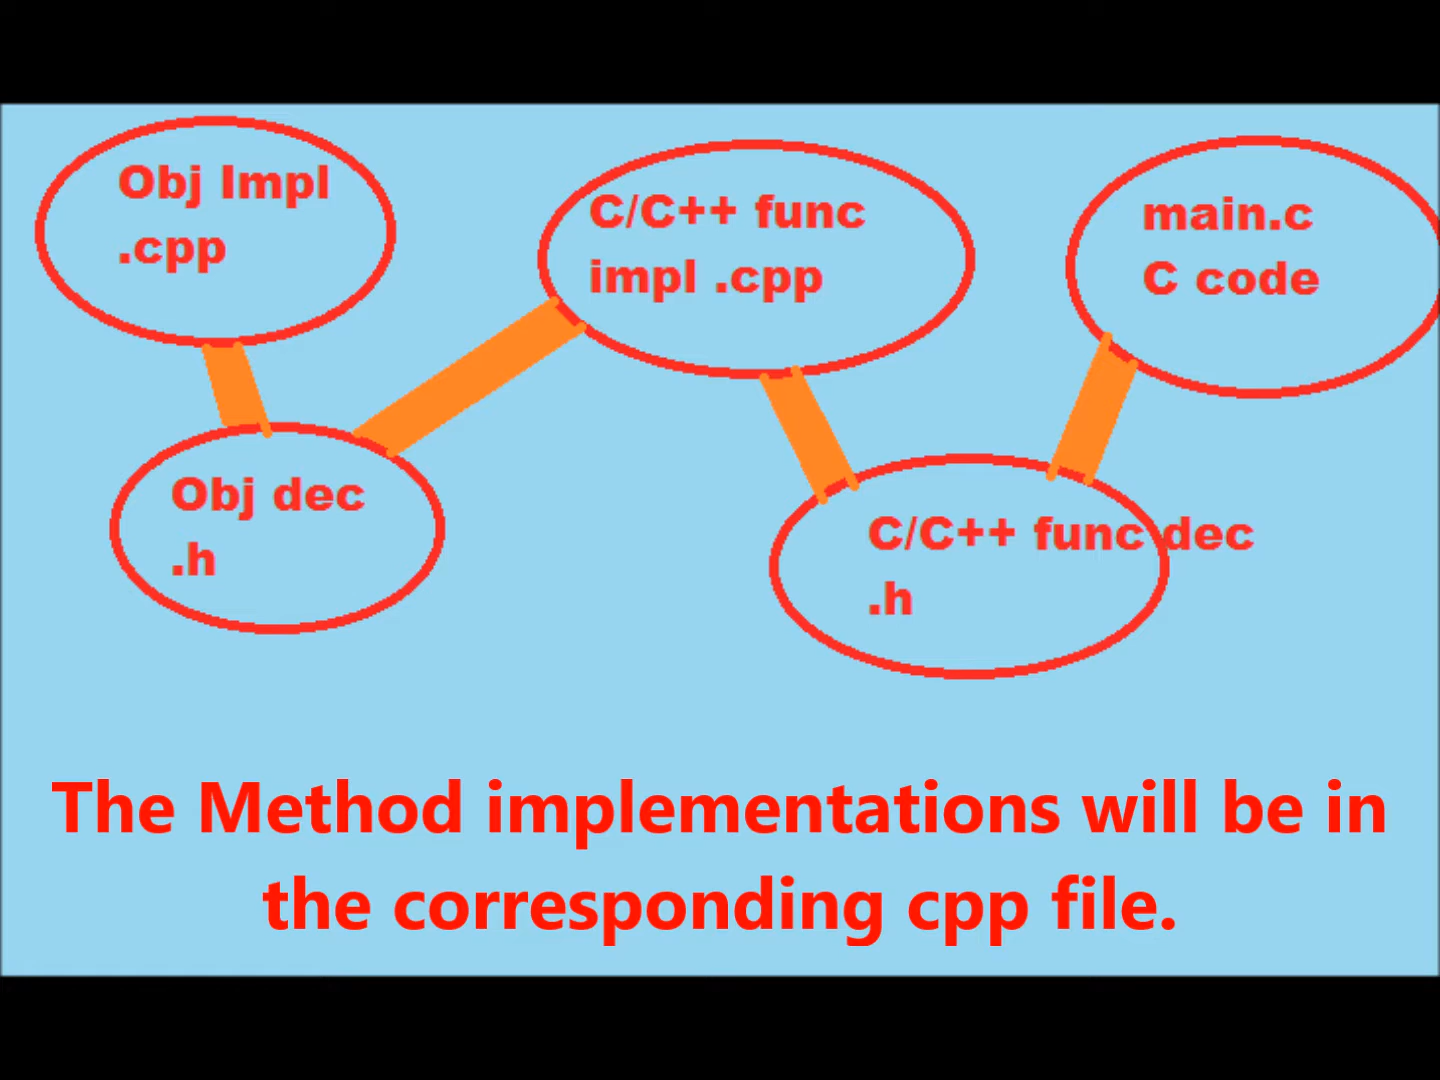 Obj Impl
.cpp
C/C++ func
impl .cpp
main.c
C code
Obj dec
.h
C/C++ func dec
.h
The Method implementations will be in
the corresponding cpp file.